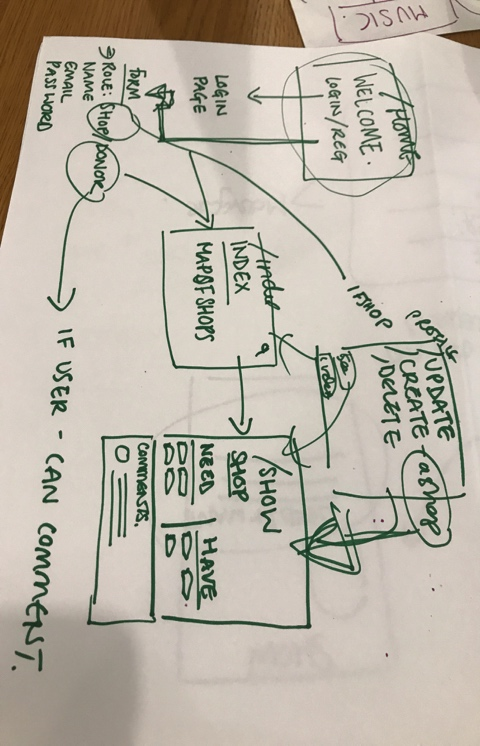 MUSIC.
/Home
WELCOME.
LOGIN/REG
LOGIN
PAGE
FORM
→ ROLE: SHOP/DONOR
NAME
EMAIL
PASSWORD
IF SHOP
PROFILE
/UPDATE
/CREATE
/DELETE
a shop
/index
INDEX
MAP OF SHOPS
/SHOW
SHOP
NEED
HAVE
COMMENTS:
→ IF USER - CAN COMMENT.